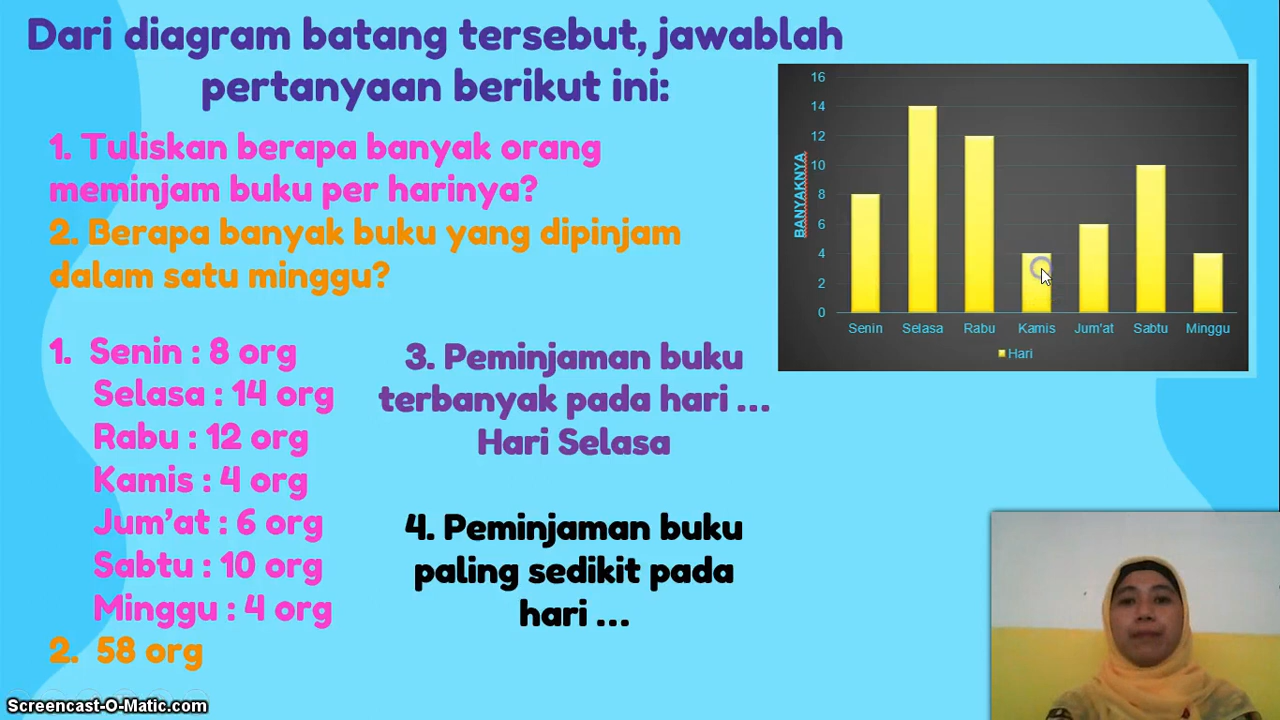 Dari diagram batang tersebut, jawablah
pertanyaan berikut ini:
1. Tuliskan berapa banyak orang
meminjam buku per harinya?
2. Berapa banyak buku yang dipinjam
dalam satu minggu?
1. Senin : 8 org
Selasa : 14 org
Rabu : 12 org
Kamis : 4 org
Jum'at : 6 org
Sabtu : 10 org
Minggu : 4 org
2. 58 org
3. Peminjaman buku
terbanyak pada hari ...
Hari Selasa
4. Peminjaman buku
paling sedikit pada
hari ...
BANYAKNYA
16
14
12
10
8
6
4
2
0
Senin Selasa Rabu Kamis Jum'at Sabtu Minggu
Hari
Screencast-O-Matic.com